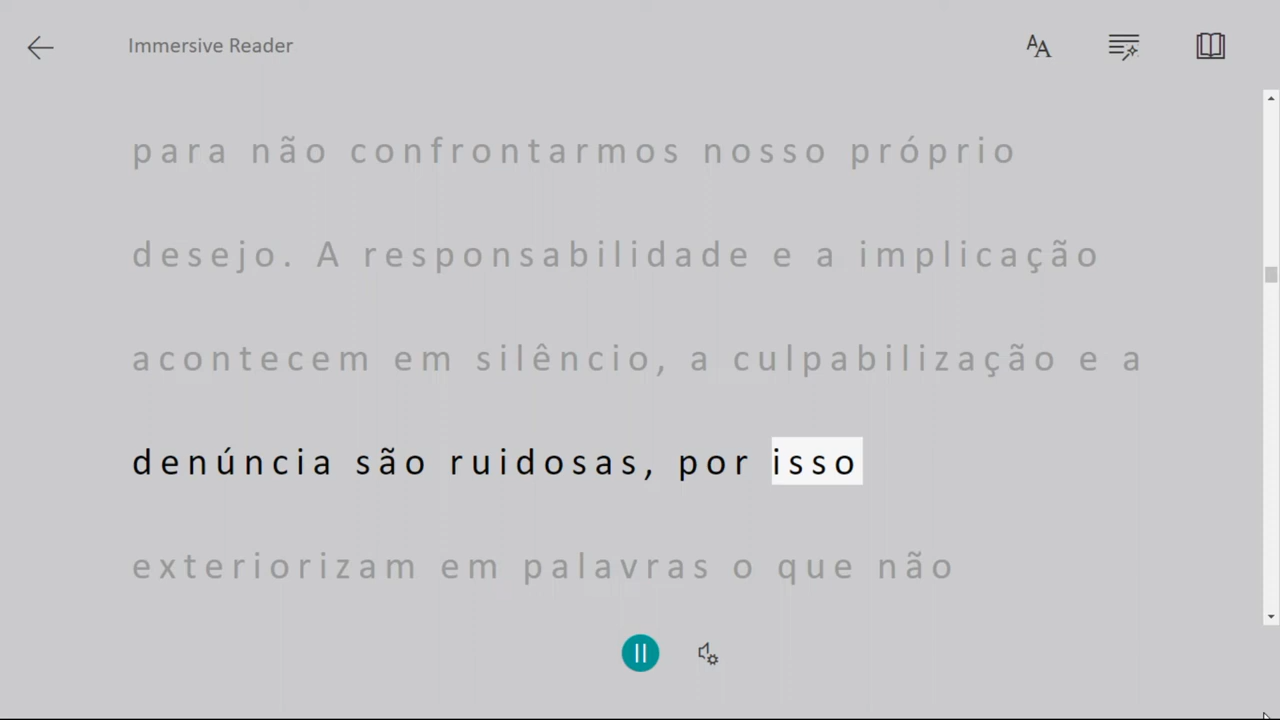 Immersive Reader
para não confrontarmos nosso próprio
desejo. A responsabilidade e a implicação
acontecem em silêncio, a culpabilização e a
denúncia são ruidosas, por isso
exteriorizam em palavras o que não